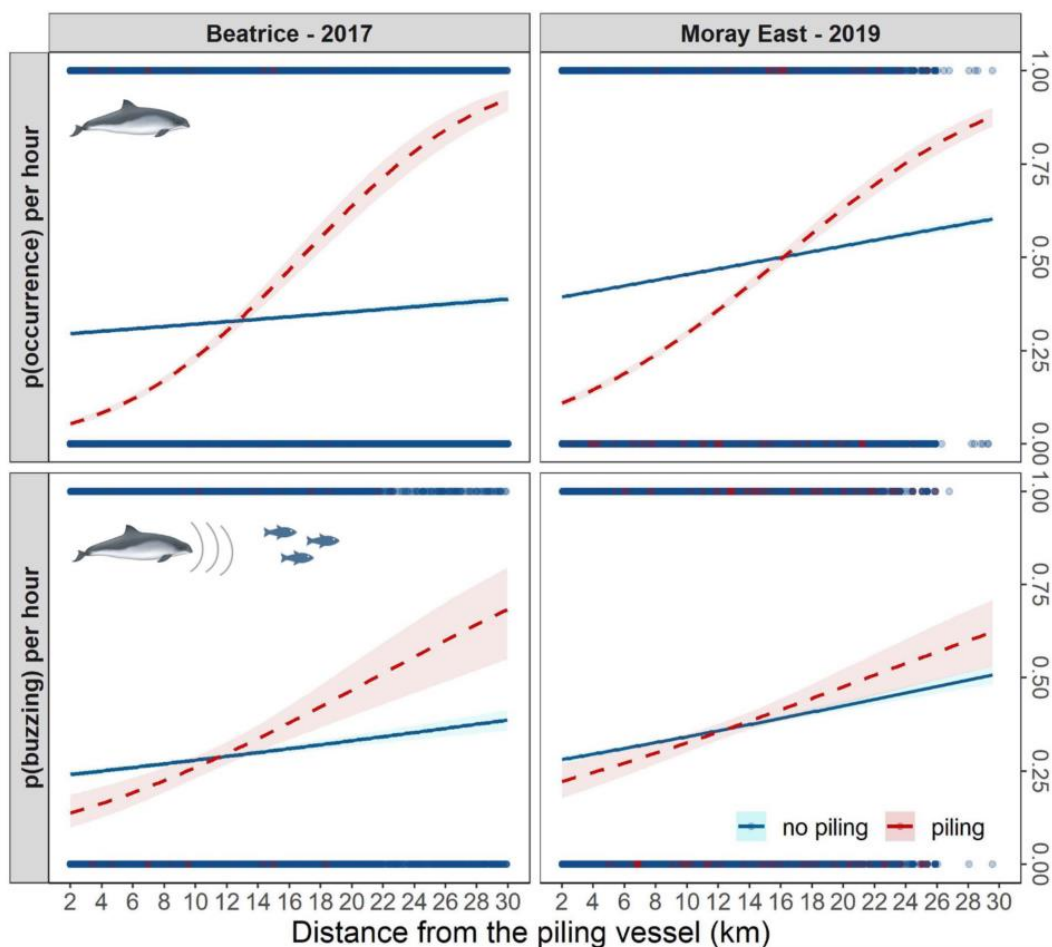 Beatrice - 2017
Moray East - 2019
p(occurrence) per hour
1.00
0.75
0.50
0.25
0.00
p(buzzing) per hour
1.00
0.75
0.50
0.25
0.00
no piling
piling
2 4 6 8 10 12 14 16 18 20 22 24 26 28 30
2 4 6 8 10 12 14 16 18 20 22 24 26 28 30
Distance from the piling vessel (km)